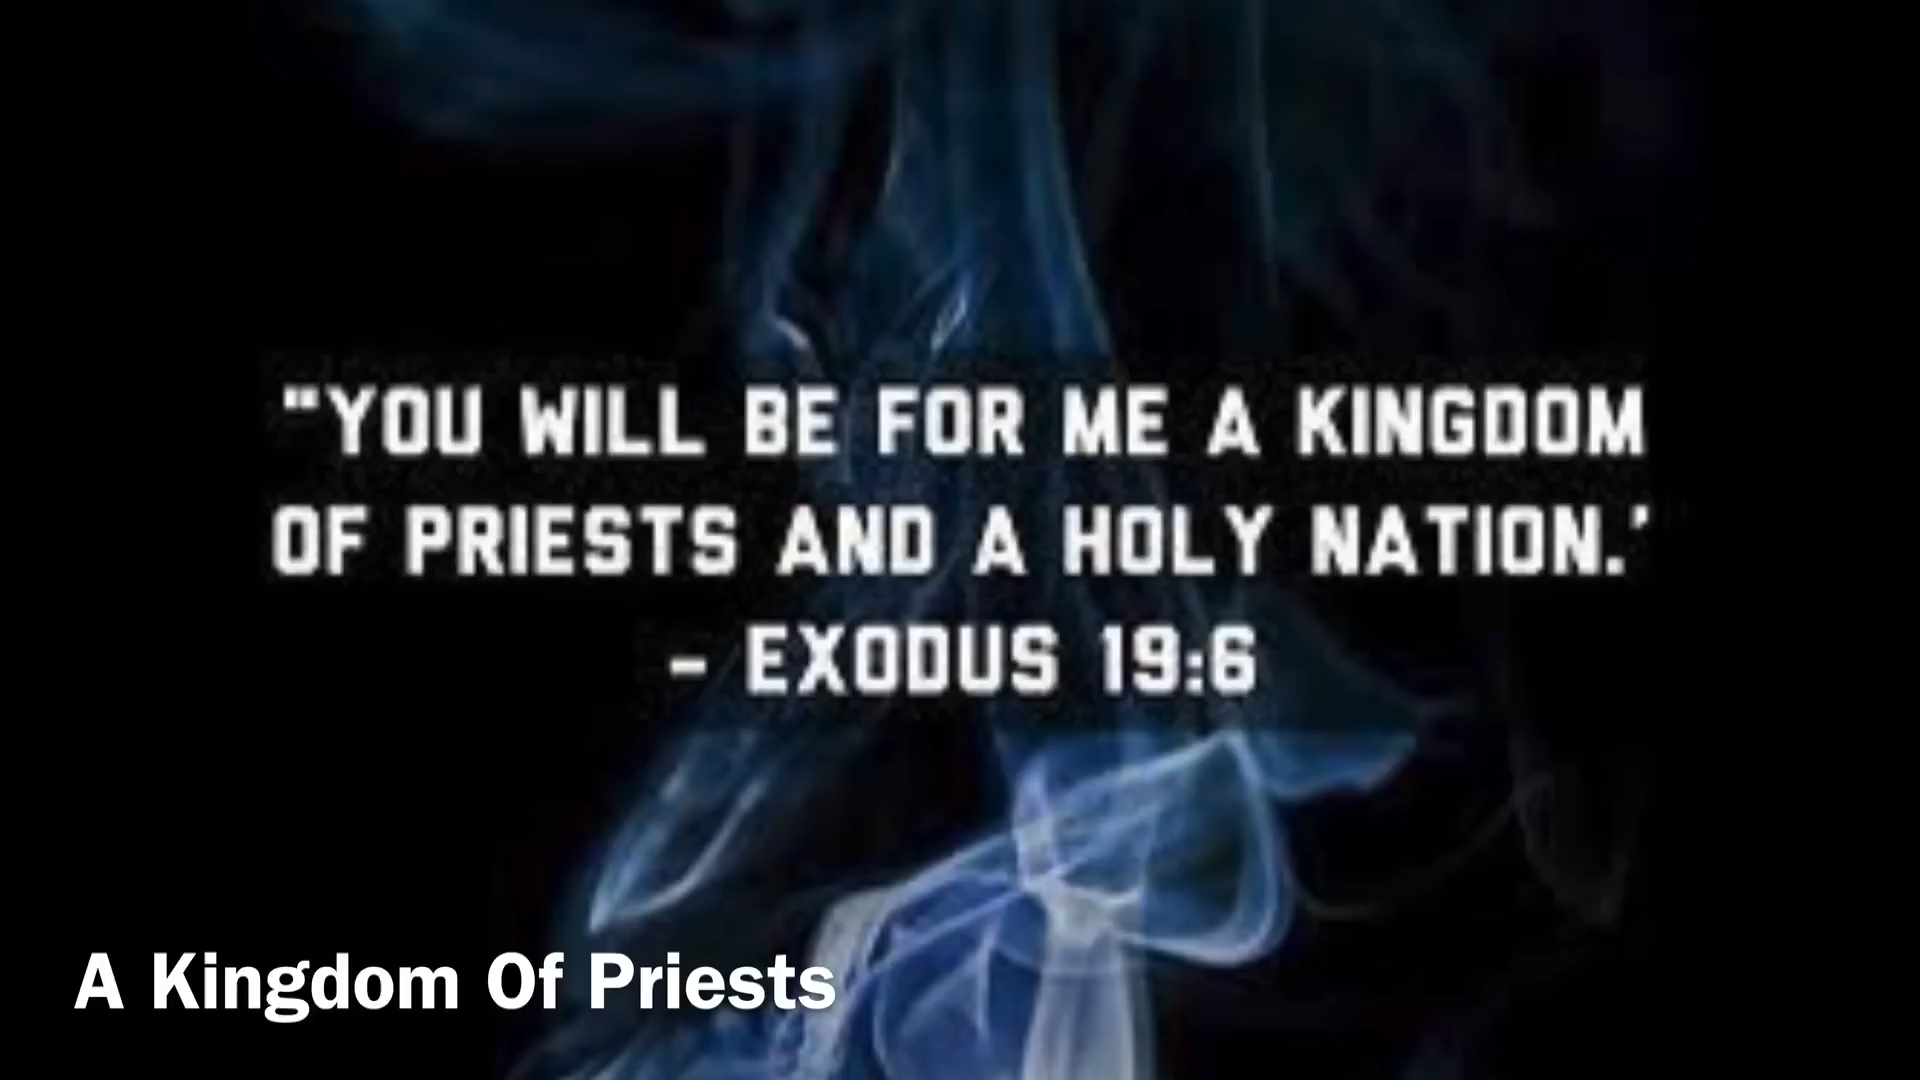 "YOU WILL BE FOR ME A KINGDOM
OF PRIESTS AND A HOLY NATION.'
- EXODUS 19:6
A Kingdom Of Priests